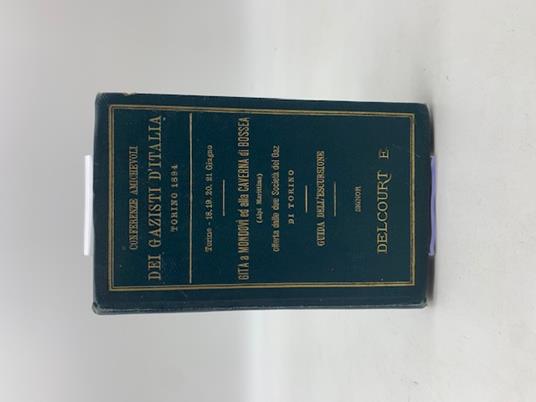 CONFERENZE AMICHEVOLI
DEI GAZISTI D'ITALIA
TORINO 1894
Torino - 18, 19, 20, 21 Giugno
GITA a MONDOVÌ ed alla CAVERNA di BOSSEA
(Alpi Marittime)
offerta dalle due Società del Gaz
DI TORINO
GUIDA DELL'ESCURSIONE
SIGNOR
DELCOURT E.